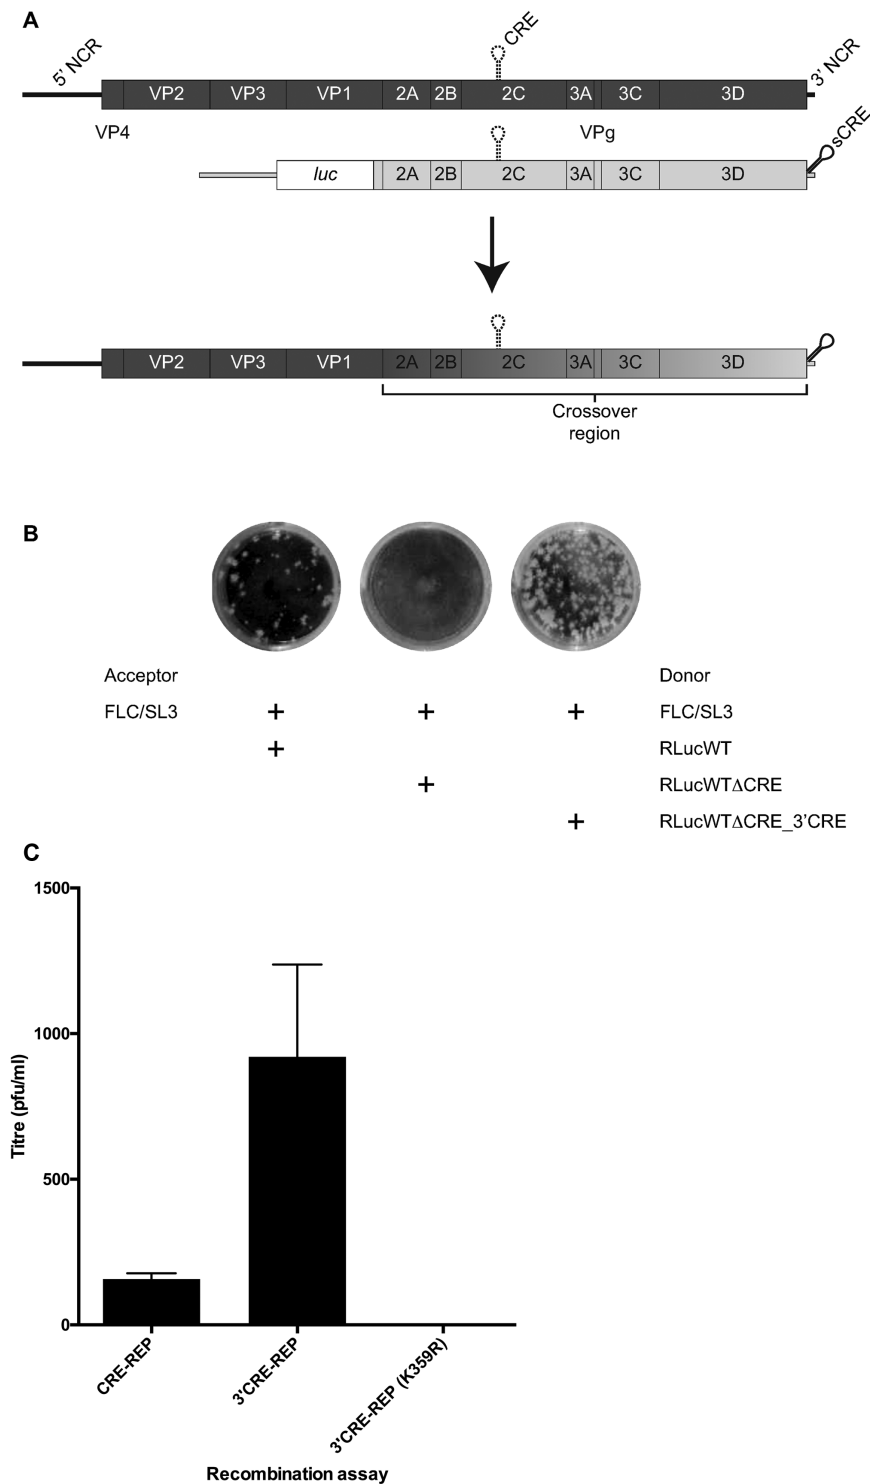 A
5' NCR
CRE
3' NCR
VP2 VP3 VP1 2A 2B 2C 3A 3C 3D
VP4
VPg
sCRE
luc 2A 2B 2C 3A 3C 3D
VP2 VP3 VP1 2A 2B 2C 3A 3C 3D
Crossover
region
B
Acceptor Donor
FLC/SL3 + + + FLC/SL3
+ RLucWT
+ RLucWTΔCRE
+ RLucWTΔCRE_3'CRE
C
1500
1000
500
0
Titre (pfu/ml)
CRE-REP
3'CRE-REP
3'CRE-REP (K359R)
Recombination assay